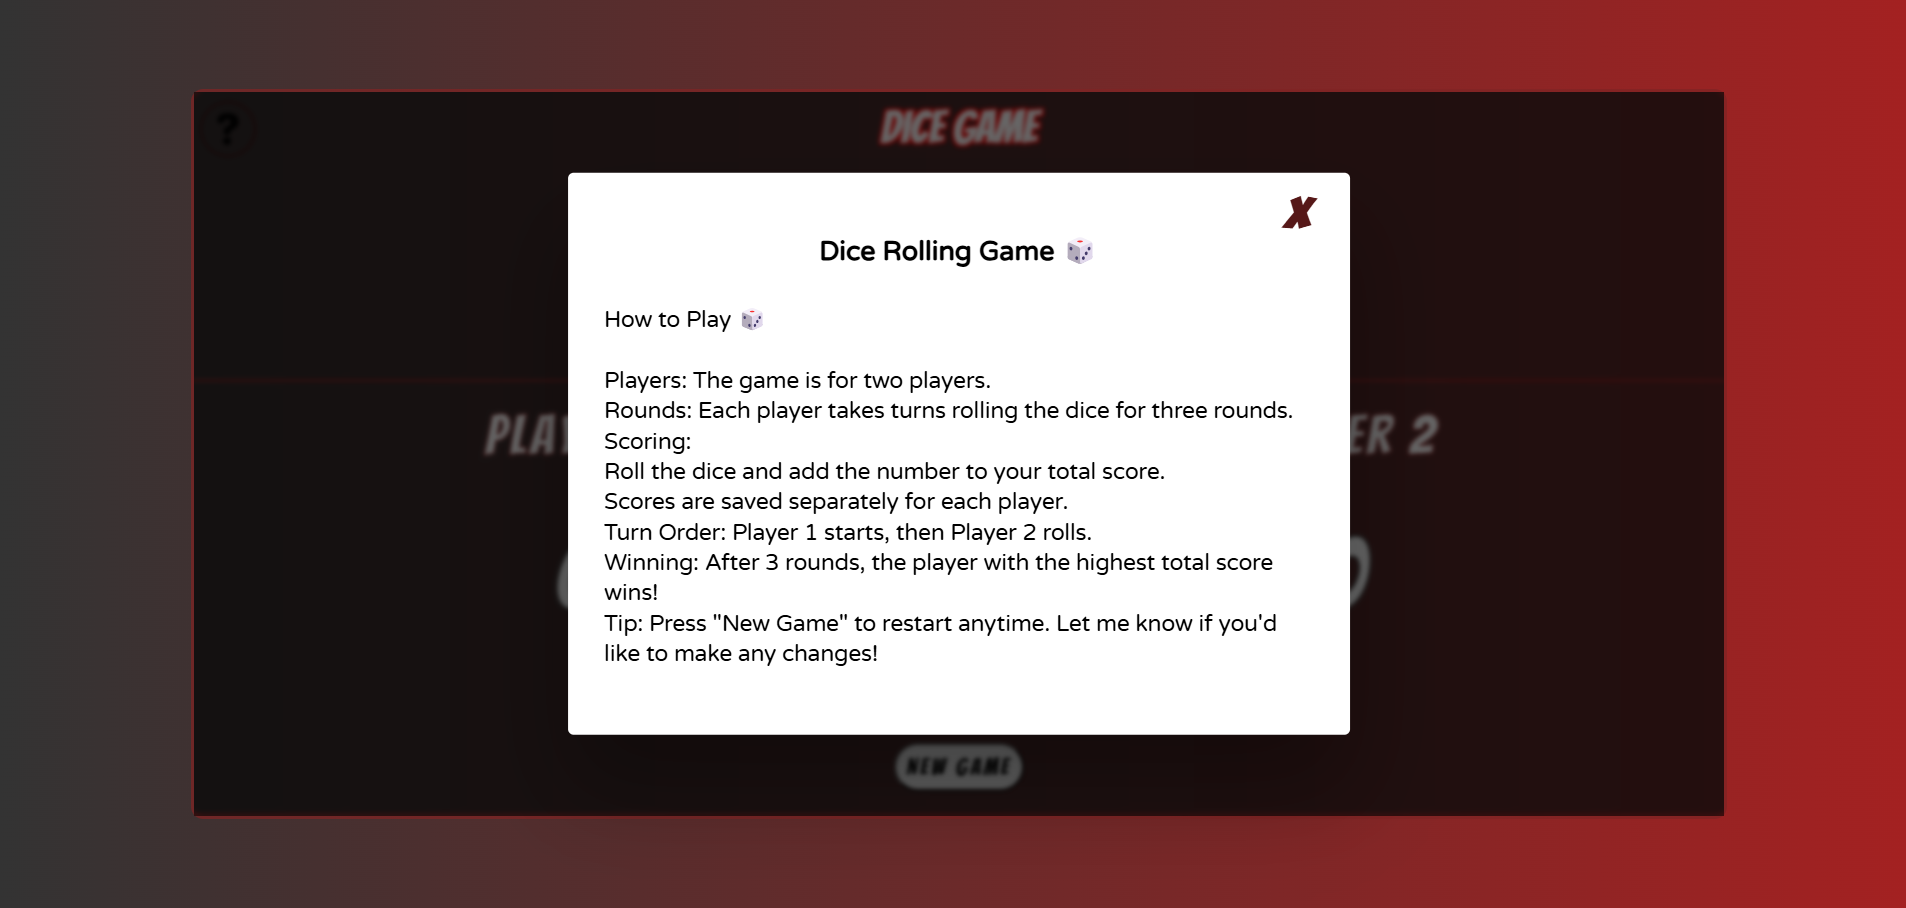 ?
DICE GAME
X
Dice Rolling Game 🎲
How to Play 🎲
Players: The game is for two players.
Rounds: Each player takes turns rolling the dice for three rounds.
Scoring:
Roll the dice and add the number to your total score.
Scores are saved separately for each player.
Turn Order: Player 1 starts, then Player 2 rolls.
Winning: After 3 rounds, the player with the highest total score
wins!
Tip: Press "New Game" to restart anytime. Let me know if you'd
like to make any changes!
PLAY
ER 2
NEW GAME